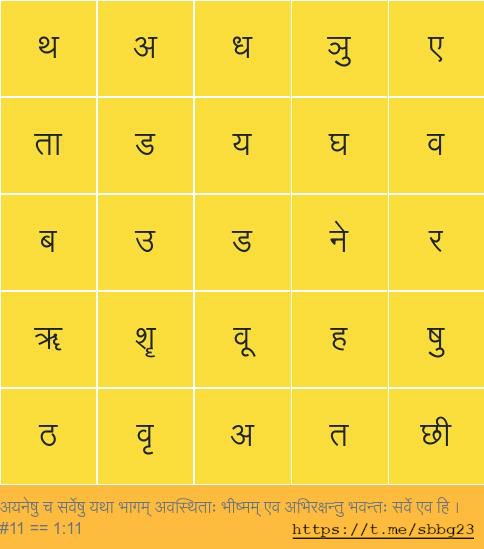 थ अ ध ञु ए
ता ड य घ व
ब उ ड ने र
ॠ शॄ वू ह षु
ठ वृ अ त छी
अयनेषु च सर्वेषु यथा भागम् अवस्थिताः भीष्मम् एव अभिरक्षन्तु भवन्तः सर्वे एव हि ।
#11 == 1:11 https://t.me/sbbg23